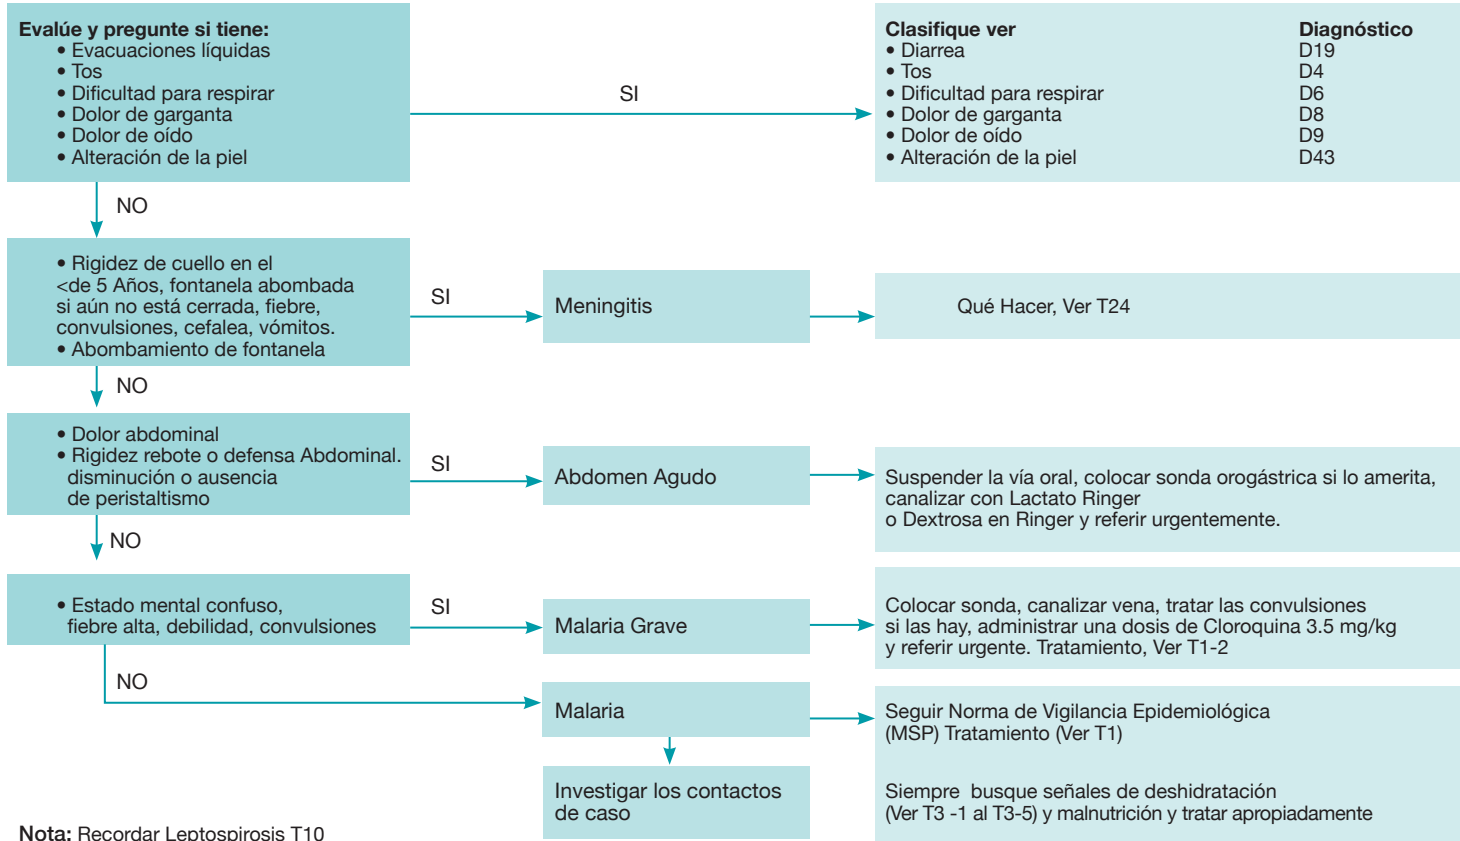 Evalúe y pregunte si tiene:
• Evacuaciones líquidas
• Tos
• Dificultad para respirar
• Dolor de garganta
• Dolor de oído
• Alteración de la piel
SI
Clasifique ver Diagnóstico
• Diarrea D19
• Tos D4
• Dificultad para respirar D6
• Dolor de garganta D8
• Dolor de oído D9
• Alteración de la piel D43
NO
• Rigidez de cuello en el
<de 5 Años, fontanela abombada
si aún no está cerrada, fiebre,
convulsiones, cefalea, vómitos.
• Abombamiento de fontanela
SI
Meningitis
Qué Hacer, Ver T24
NO
• Dolor abdominal
• Rigidez rebote o defensa Abdominal.
disminución o ausencia
de peristaltismo
SI
Abdomen Agudo
Suspender la vía oral, colocar sonda orogástrica si lo amerita,
canalizar con Lactato Ringer
o Dextrosa en Ringer y referir urgentemente.
NO
• Estado mental confuso,
fiebre alta, debilidad, convulsiones
SI
Malaria Grave
Colocar sonda, canalizar vena, tratar las convulsiones
si las hay, administrar una dosis de Cloroquina 3.5 mg/kg
y referir urgente. Tratamiento, Ver T1-2
NO
Malaria
Seguir Norma de Vigilancia Epidemiológica
(MSP) Tratamiento (Ver T1)
Investigar los contactos
de caso
Siempre busque señales de deshidratación
(Ver T3 -1 al T3-5) y malnutrición y tratar apropiadamente
Nota: Recordar Leptospirosis T10